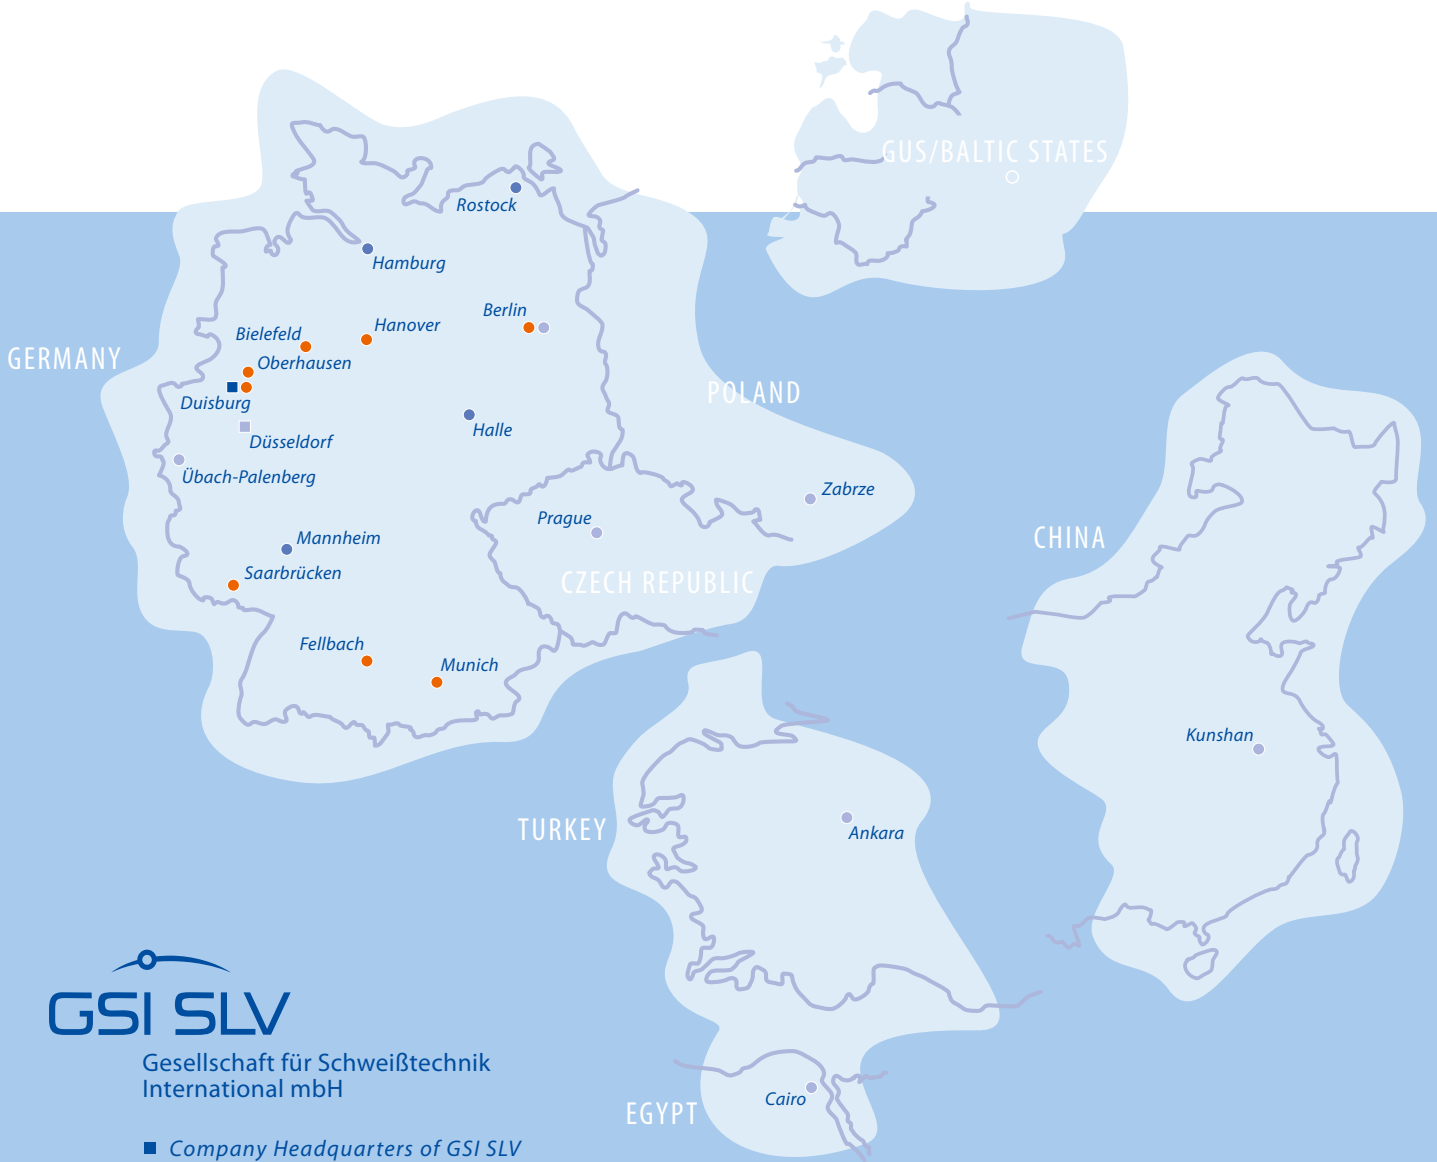 GUS/BALTIC STATES
Rostock
Hamburg
Berlin
Hanover
Bielefeld
GERMANY
Oberhausen
POLAND
Duisburg
Halle
Düsseldorf
Übach-Palenberg
Zabrze
Prague
Mannheim
CHINA
Saarbrücken
CZECH REPUBLIC
Fellbach
Munich
Kunshan
TURKEY
Ankara
GSI SLV
Gesellschaft für Schweißtechnik
International mbH
Cairo
EGYPT
Company Headquarters of GSI SLV